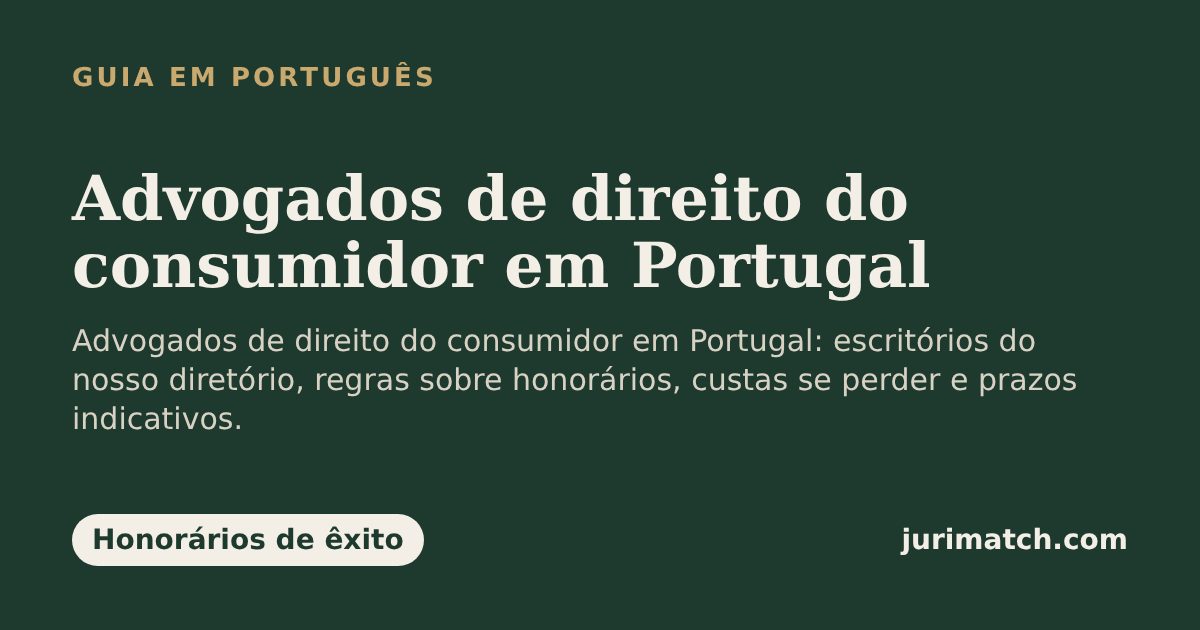 GUIA EM PORTUGUÊS
Advogados de direito do
consumidor em Portugal
Advogados de direito do consumidor em Portugal: escritórios do
nosso diretório, regras sobre honorários, custas se perder e prazos
indicativos.
Honorários de êxito
jurimatch.com